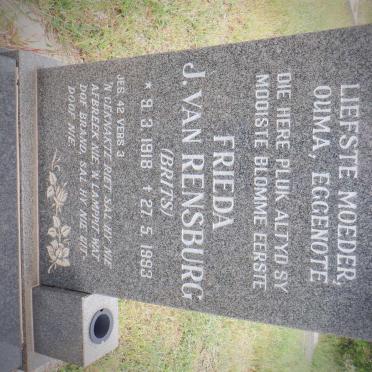 LIEFSTE MOEDER,
OUMA, EGGENOTE
DIE HERE PLUK ALTYD SY
MOOISTE BLOMME EERSTE
FRIEDA
J. VAN RENSBURG
(BRITS)
* 9. 3. 1918 † 27. 5. 1993
JES. 42 VERS 3
'N GEKVAKTE RIET SAL HY NIE
AFBREEK NIE 'N LAMPPIT WAT
DOF BRAND, SAL HY NIE UIT-
DOOF NIE.